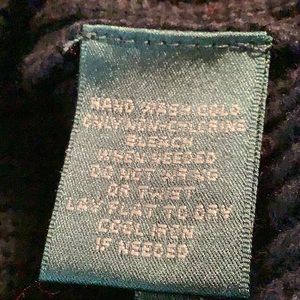 HAND WASH COLD
ONLY NON-CHLORINE
BLEACH
WHEN NEEDED
DO NOT WRING
OR TWIST
LAY FLAT TO DRY
COOL IRON
IF NEEDED